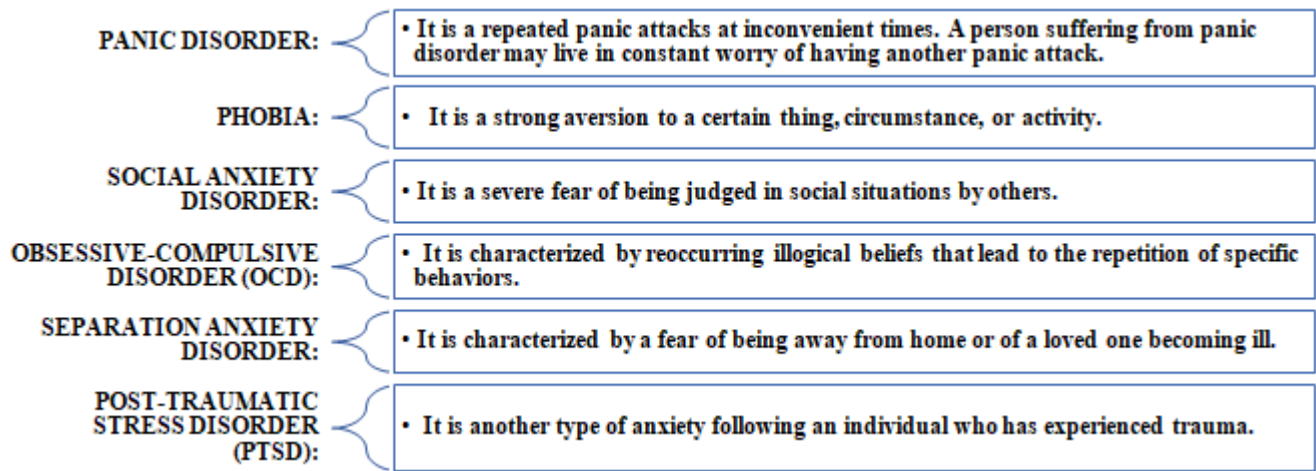 PANIC DISORDER:
• It is a repeated panic attacks at inconvenient times. A person suffering from panic
disorder may live in constant worry of having another panic attack.
PHOBIA:
• It is a strong aversion to a certain thing, circumstance, or activity.
SOCIAL ANXIETY
DISORDER:
• It is a severe fear of being judged in social situations by others.
OBSESSIVE-COMPULSIVE
DISORDER (OCD):
• It is characterized by reoccurring illogical beliefs that lead to the repetition of specific
behaviors.
SEPARATION ANXIETY
DISORDER:
• It is characterized by a fear of being away from home or of a loved one becoming ill.
POST-TRAUMATIC
STRESS DISORDER
(PTSD):
• It is another type of anxiety following an individual who has experienced trauma.